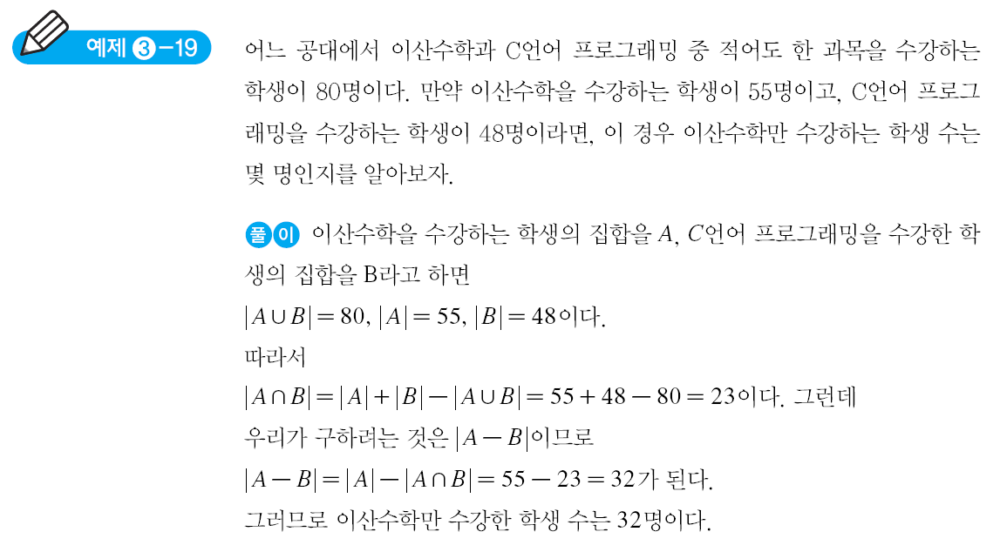 예제 3-19
어느 공대에서 이산수학과 C언어 프로그래밍 중 적어도 한 과목을 수강하는
학생이 80명이다. 만약 이산수학을 수강하는 학생이 55명이고, C언어 프로그
래밍을 수강하는 학생이 48명이라면, 이 경우 이산수학만 수강하는 학생 수는
몇 명인지를 알아보자.
풀이 이산수학을 수강하는 학생의 집합을 A, C언어 프로그래밍을 수강한 학
생의 집합을 B라고 하면
|A∪B|=80, |A|=55, |B|=48이다.
따라서
|A∩B|=|A|+|B|-|A∪B|=55+48-80=23이다. 그런데
우리가 구하려는 것은 |A-B|이므로
|A-B|=|A|-|A∩B|=55-23=32가 된다.
그러므로 이산수학만 수강한 학생 수는 32명이다.